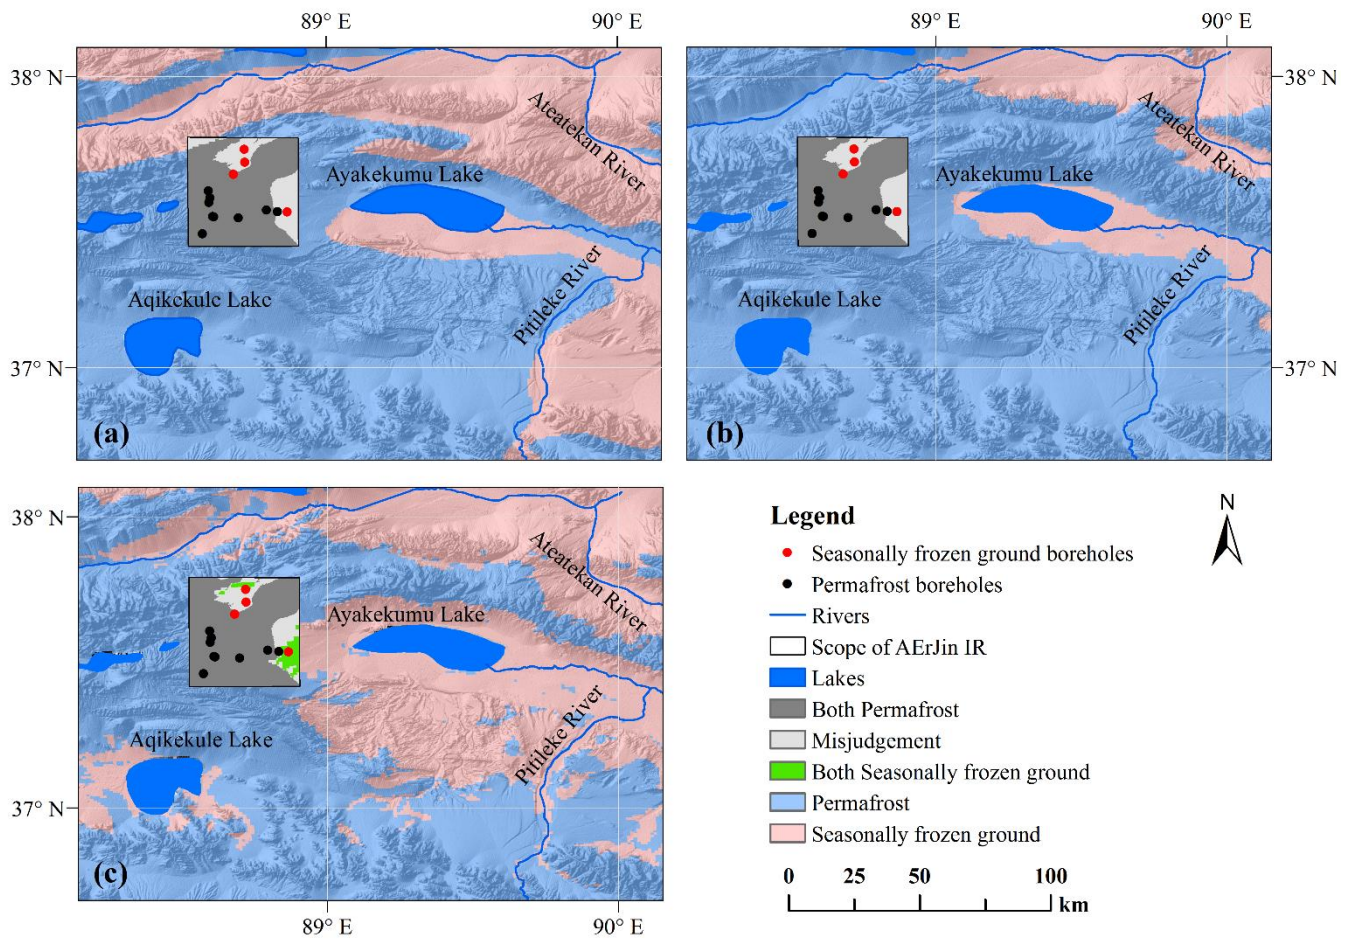 89° E
90° E
89° E
90° E
38° N
Ateatekan River
Ayakekumu Lake
Aqikekule Lake
Pitileke River
37° N
(a)
38° N
Ateatekan River
Ayakekumu Lake
Aqikekule Lake
Pitileke River
37° N
(b)
38° N
Ateatekan River
Ayakekumu Lake
Aqikekule Lake
Pitileke River
37° N
(c)
89° E
90° E
N
Legend
Seasonally frozen ground boreholes
Permafrost boreholes
Rivers
Scope of AErJin IR
Lakes
Both Permafrost
Misjudgement
Both Seasonally frozen ground
Permafrost
Seasonally frozen ground
0 25 50 100
km